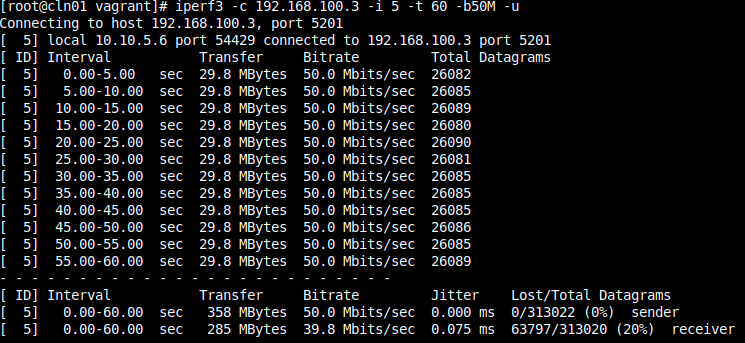 [root@cln01 vagrant]# iperf3 -c 192.168.100.3 -i 5 -t 60 -b50M -u
Connecting to host 192.168.100.3, port 5201
[  5] local 10.10.5.6 port 54429 connected to 192.168.100.3 port 5201
[ ID] Interval           Transfer     Bitrate         Total Datagrams
[  5]   0.00-5.00   sec  29.8 MBytes  50.0 Mbits/sec  26082
[  5]   5.00-10.00  sec  29.8 MBytes  50.0 Mbits/sec  26085
[  5]  10.00-15.00  sec  29.8 MBytes  50.0 Mbits/sec  26089
[  5]  15.00-20.00  sec  29.8 MBytes  50.0 Mbits/sec  26080
[  5]  20.00-25.00  sec  29.8 MBytes  50.0 Mbits/sec  26090
[  5]  25.00-30.00  sec  29.8 MBytes  50.0 Mbits/sec  26081
[  5]  30.00-35.00  sec  29.8 MBytes  50.0 Mbits/sec  26085
[  5]  35.00-40.00  sec  29.8 MBytes  50.0 Mbits/sec  26085
[  5]  40.00-45.00  sec  29.8 MBytes  50.0 Mbits/sec  26085
[  5]  45.00-50.00  sec  29.8 MBytes  50.0 Mbits/sec  26086
[  5]  50.00-55.00  sec  29.8 MBytes  50.0 Mbits/sec  26085
[  5]  55.00-60.00  sec  29.8 MBytes  50.0 Mbits/sec  26089
- - - - - - - - - - - - - - - - - - - - - - - - -
[ ID] Interval           Transfer     Bitrate         Jitter    Lost/Total Datagrams
[  5]   0.00-60.00  sec   358 MBytes  50.0 Mbits/sec  0.000 ms  0/313022 (0%)  sender
[  5]   0.00-60.00  sec   285 MBytes  39.8 Mbits/sec  0.075 ms  63797/313020 (20%)  receiver